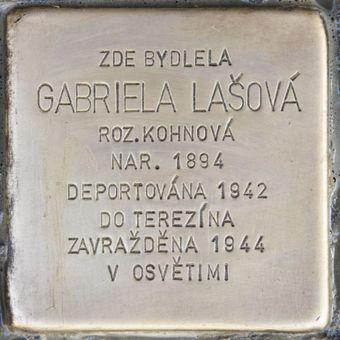 ZDE BYDLELA
GABRIELA LAŠOVÁ
ROZ.KOHNOVÁ
NAR. 1894
DEPORTOVÁNA 1942
DO TEREZÍNA
ZAVRAŽDĚNA 1944
V OSVĚTIMI